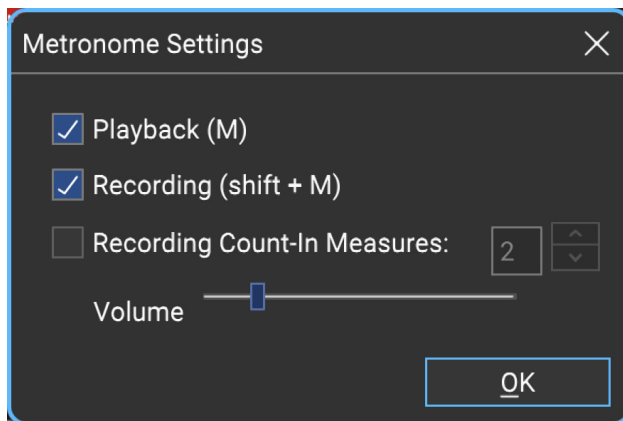 Metronome Settings
Playback (M)
Recording (shift + M)
Recording Count-In Measures: 2
Volume
OK